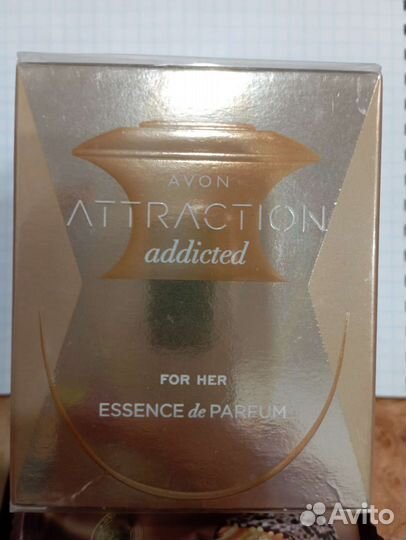 AVON
ATTRACTION
addicted
FOR HER
ESSENCE de PARFUM
Avito